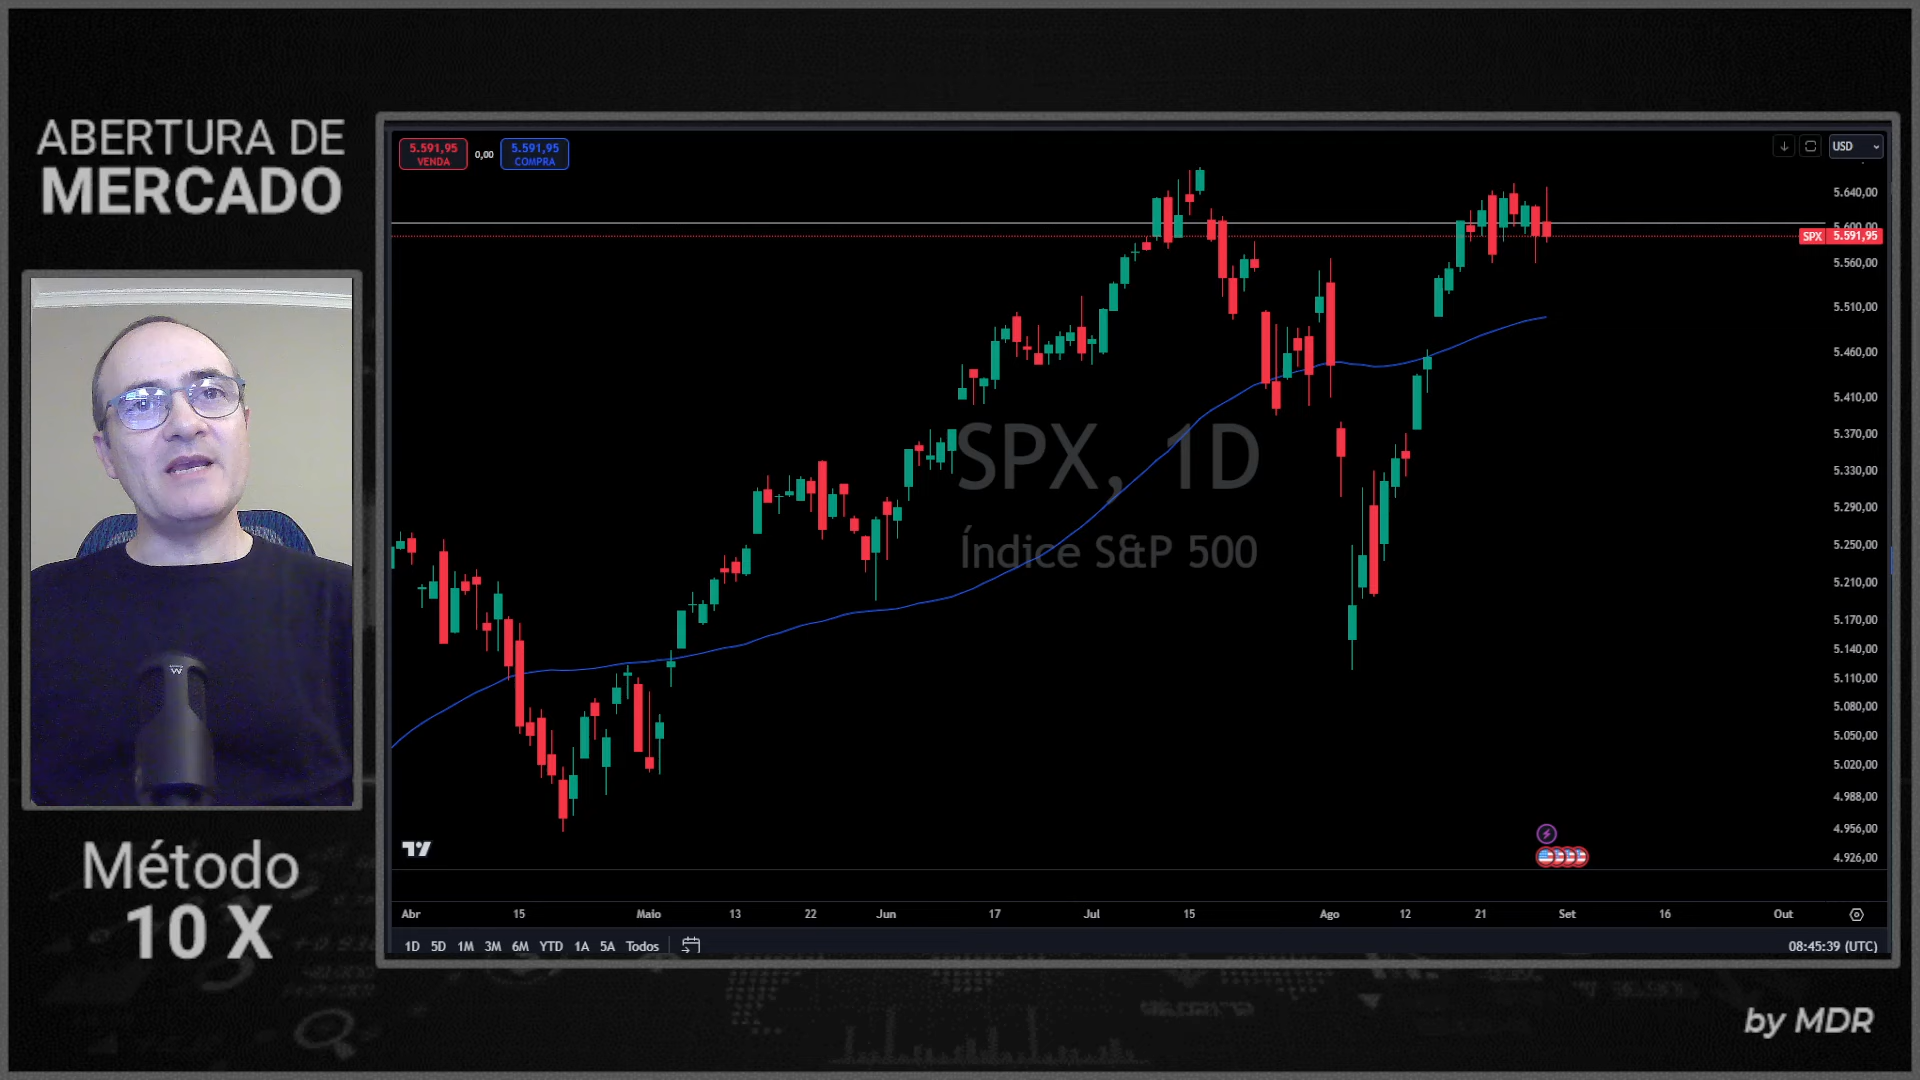 ABERTURA DE
MERCADO
Método
10 X
by MDR
5.591,95
VENDA
0,00
5.591,95
COMPRA
USD
SPX, 1D
Índice S&P 500
5.640,00
5.600,00
SPX 5.591,95
5.560,00
5.510,00
5.460,00
5.410,00
5.370,00
5.330,00
5.290,00
5.250,00
5.210,00
5.170,00
5.140,00
5.110,00
5.080,00
5.050,00
5.020,00
4.988,00
4.956,00
4.926,00
Abr 15 Maio 13 22 Jun 17 Jul 15 Ago 12 21 Set 16 Out
1D 5D 1M 3M 6M YTD 1A 5A Todos
08:45:39 (UTC)